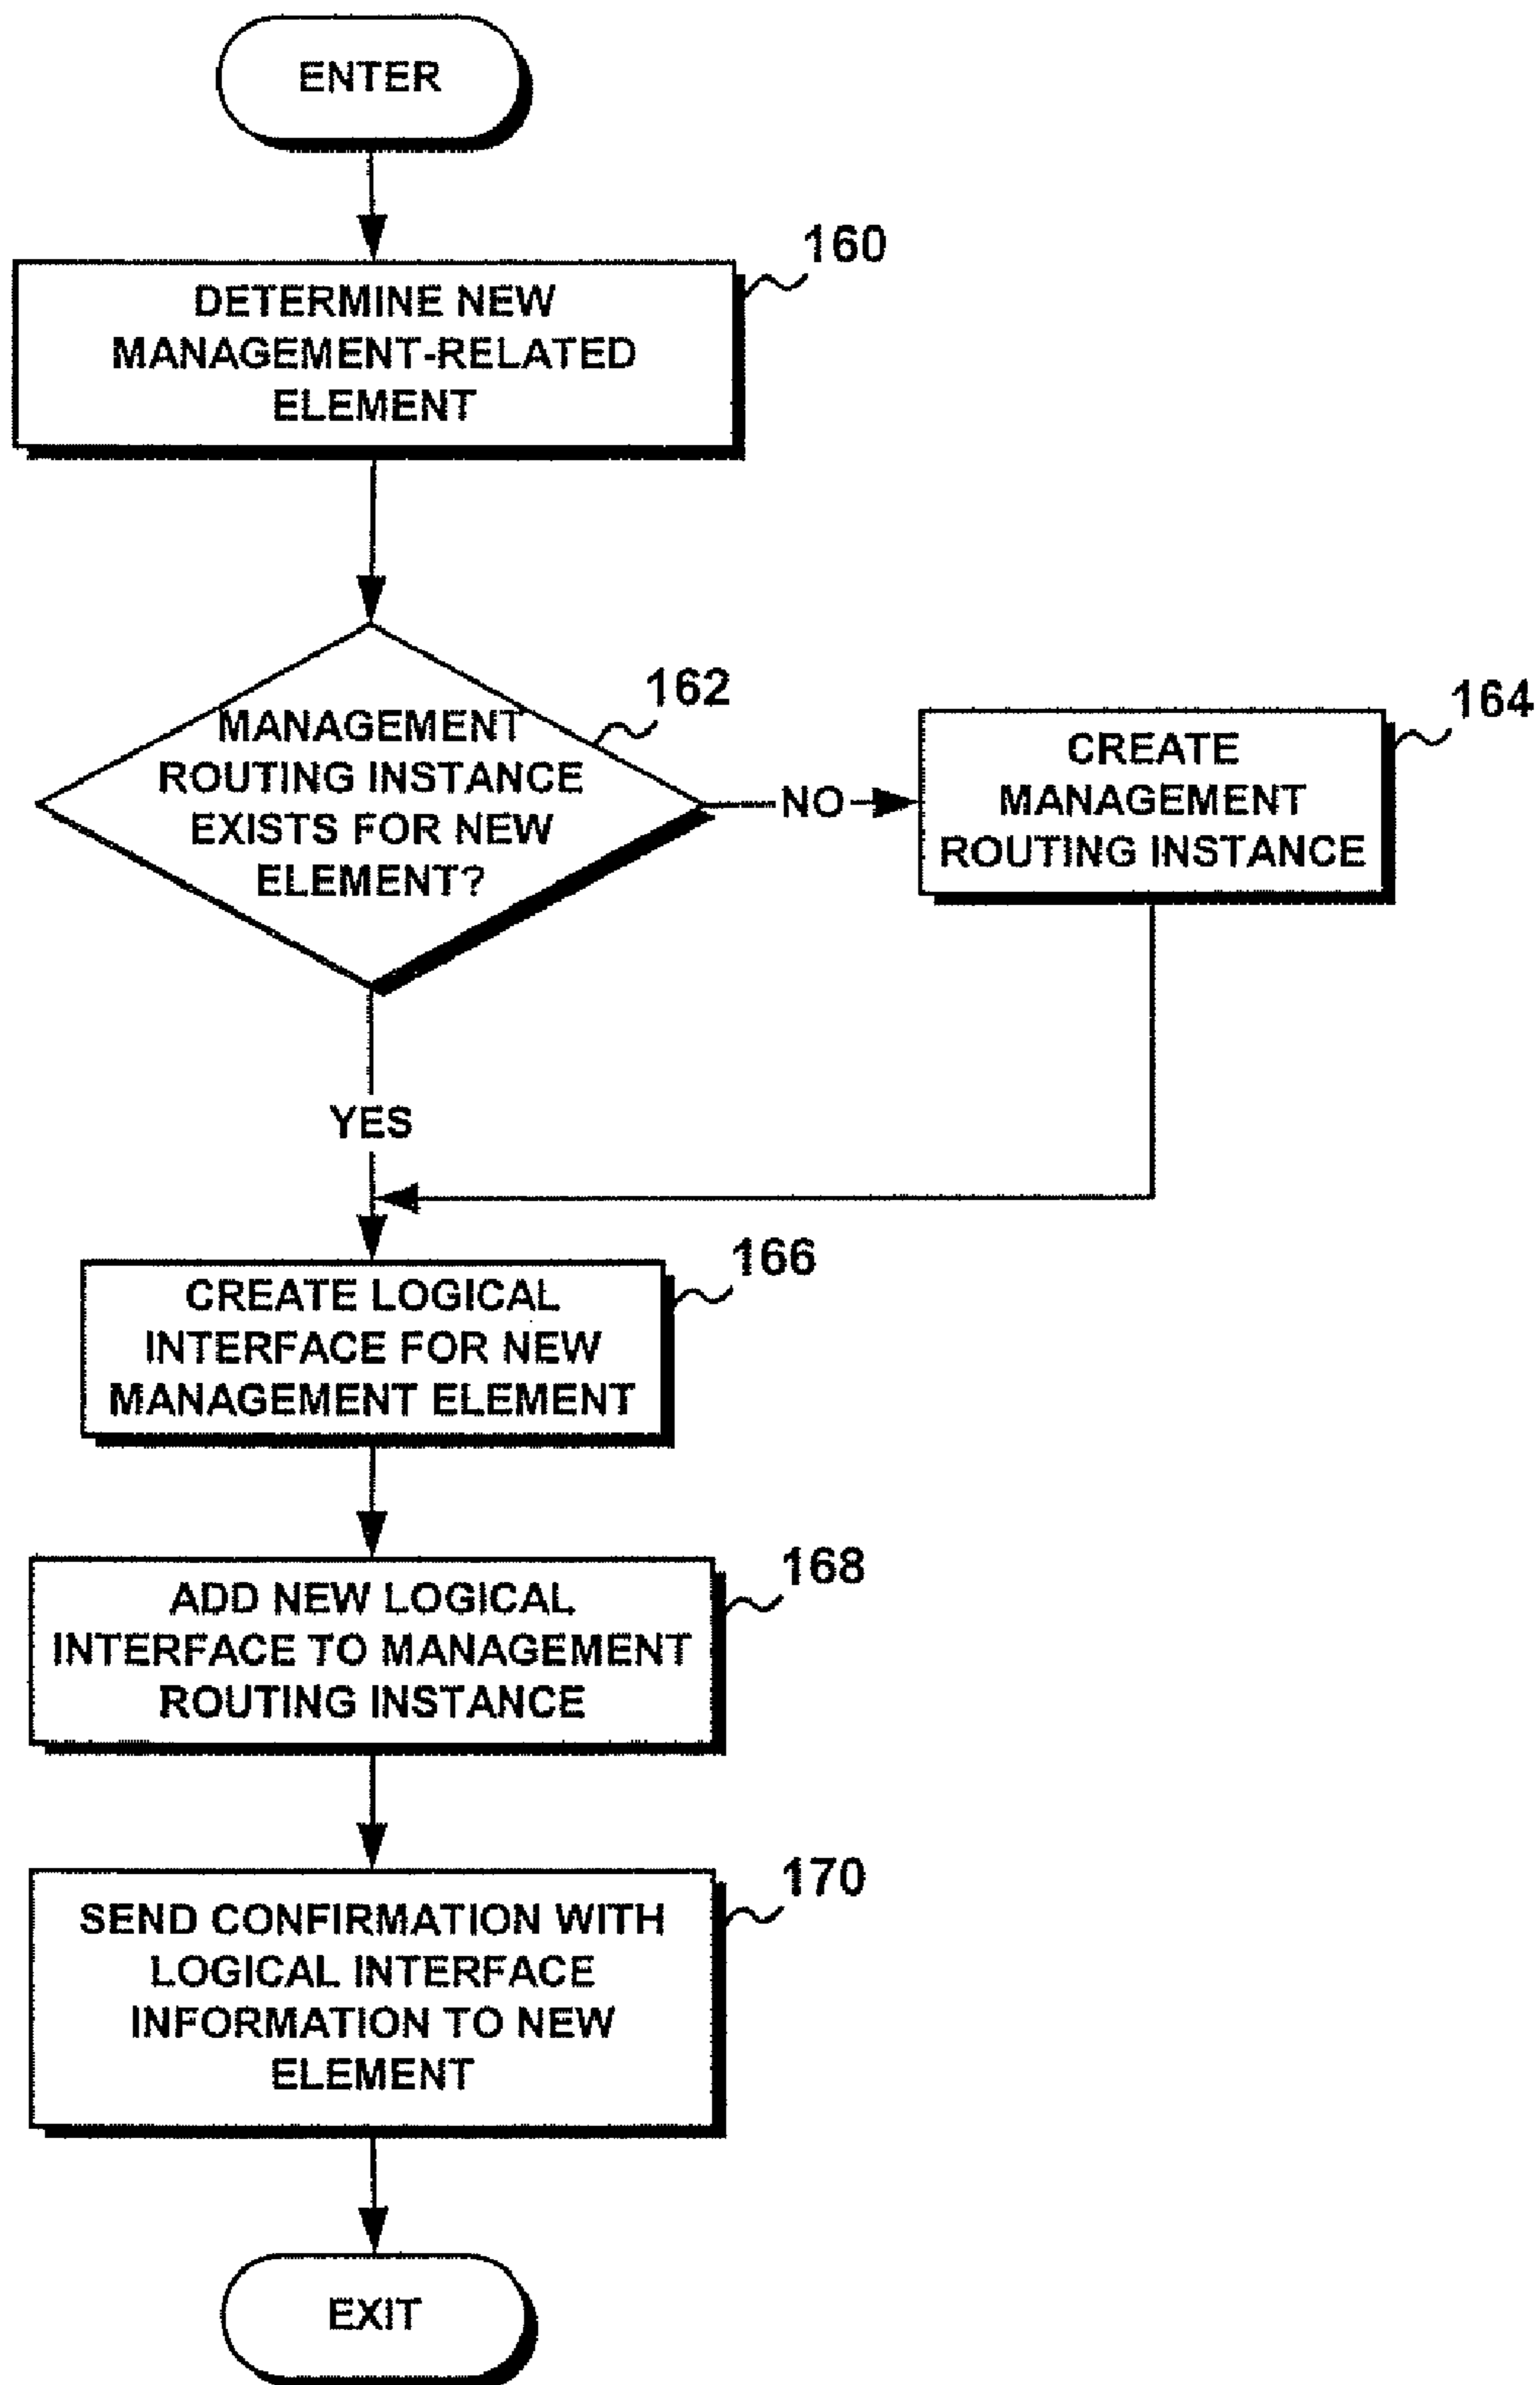 ENTER
160
DETERMINE NEW
MANAGEMENT-RELATED
ELEMENT
162
MANAGEMENT
ROUTING INSTANCE
EXISTS FOR NEW
ELEMENT?
NO
164
CREATE
MANAGEMENT
ROUTING INSTANCE
YES
166
CREATE LOGICAL
INTERFACE FOR NEW
MANAGEMENT ELEMENT
168
ADD NEW LOGICAL
INTERFACE TO MANAGEMENT
ROUTING INSTANCE
170
SEND CONFIRMATION WITH
LOGICAL INTERFACE
INFORMATION TO NEW
ELEMENT
EXIT